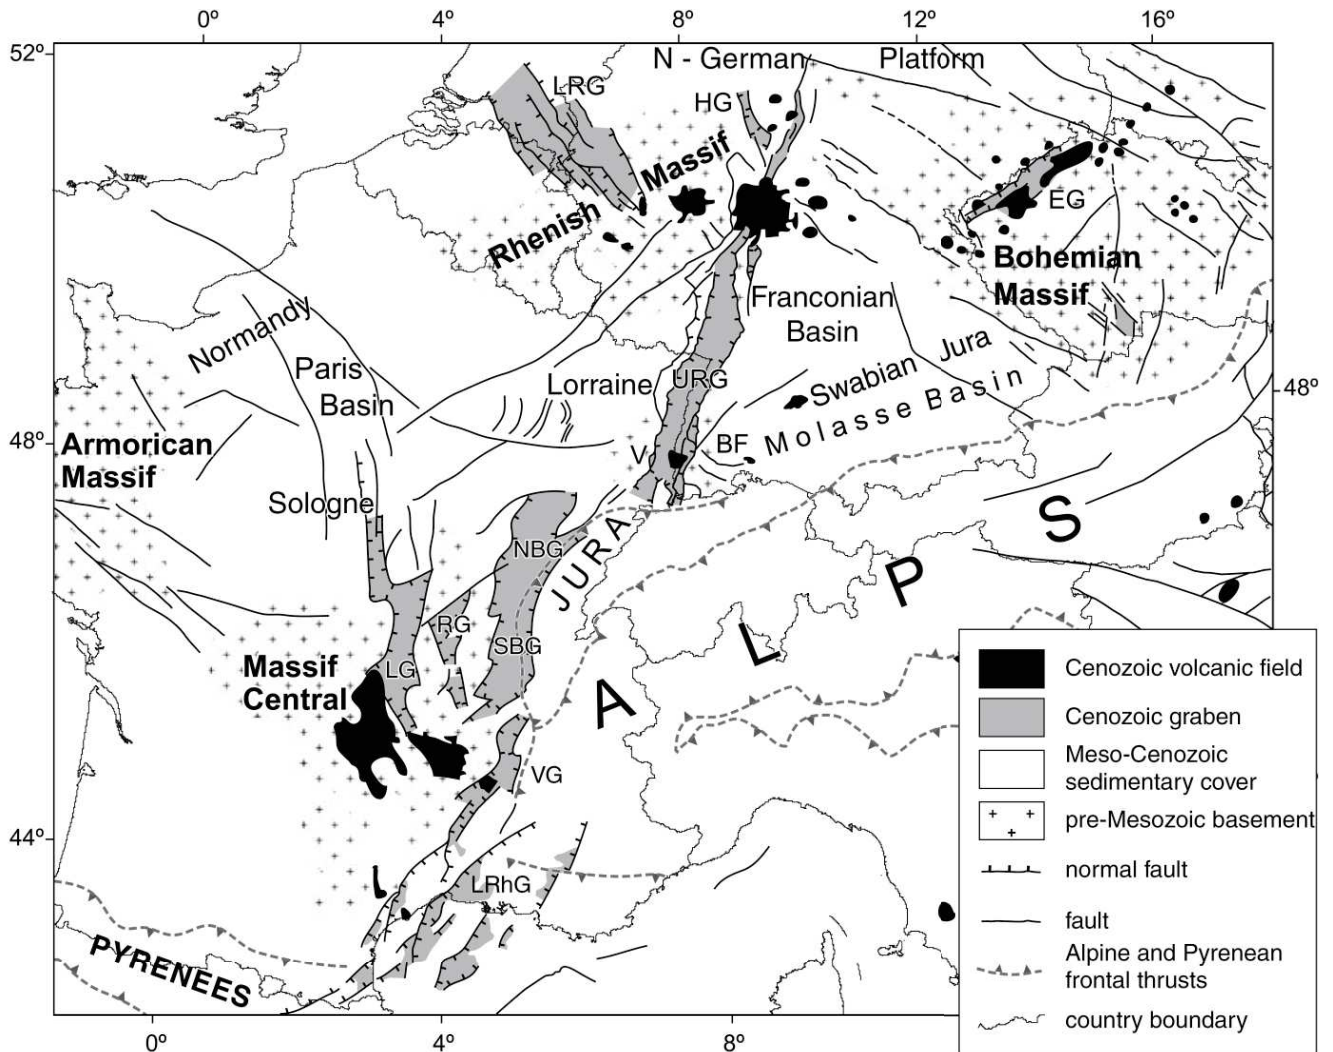 0º 4º 8º 12º 16º
52º
N - German Platform
LRG
HG
Rhenish Massif
EG
Bohemian
Massif
Franconian
Basin
Normandy
Paris
Basin
Lorraine
URG
Swabian Jura
Molasse Basin
48º
48º
Armorican
Massif
V
BF
Sologne
NBG
JURA
ALPS
RG
SBG
LG
Massif
Central
VG
44º
LRhG
PYRENEES
0º 4º 8º
Cenozoic volcanic field
Cenozoic graben
Meso-Cenozoic
sedimentary cover
pre-Mesozoic basement
normal fault
fault
Alpine and Pyrenean
frontal thrusts
country boundary